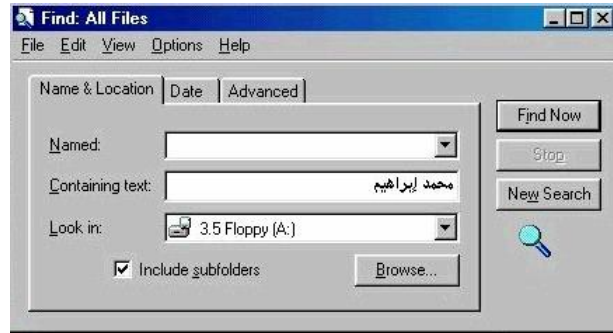 Find: All Files
File Edit View Options Help
Name & Location Date Advanced
Named:
Containing text: محمد إبراهيم
Look in: 3.5 Floppy (A:)
Include subfolders Browse...
Find Now
Stop
New Search